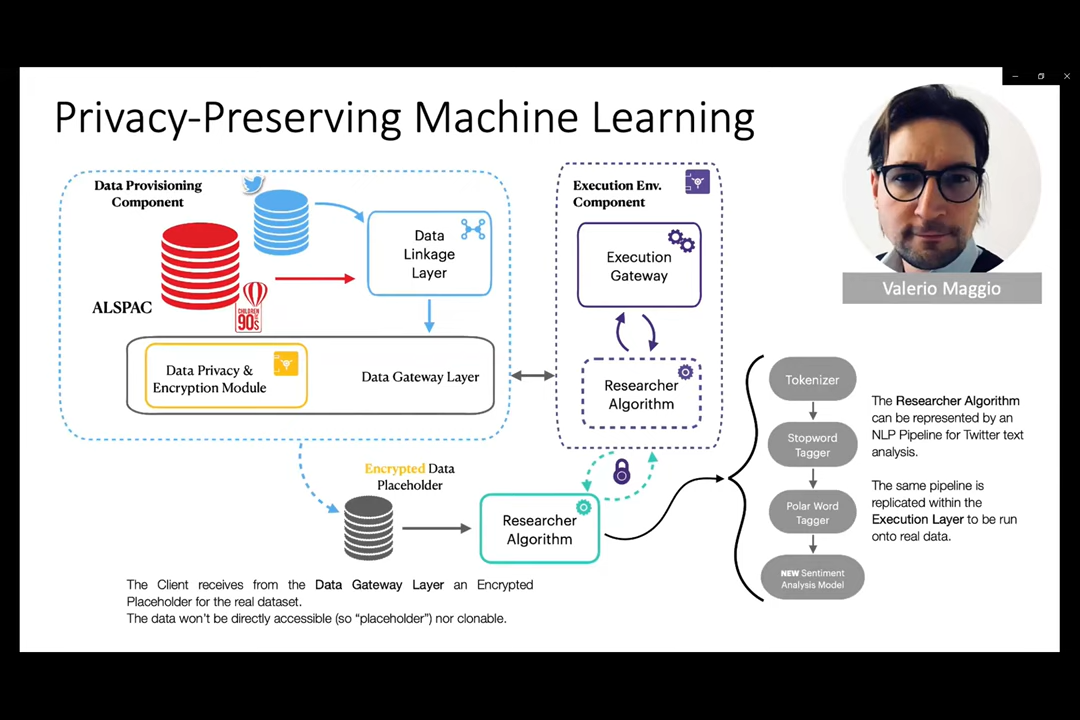 Privacy-Preserving Machine Learning
Data Provisioning
Component
ALSPAC
CHILDREN
OF THE
90s
Data
Linkage
Layer
Data Privacy &
Encryption Module
Data Gateway Layer
Execution Env.
Component
Execution
Gateway
Researcher
Algorithm
Valerio Maggio
Encrypted Data
Placeholder
Researcher
Algorithm
The Client receives from the Data Gateway Layer an Encrypted
Placeholder for the real dataset.
The data won't be directly accessible (so “placeholder”) nor clonable.
Tokenizer
Stopword
Tagger
Polar Word
Tagger
NEW Sentiment
Analysis Model
The Researcher Algorithm
can be represented by an
NLP Pipeline for Twitter text
analysis.
The same pipeline is
replicated within the
Execution Layer to be run
onto real data.